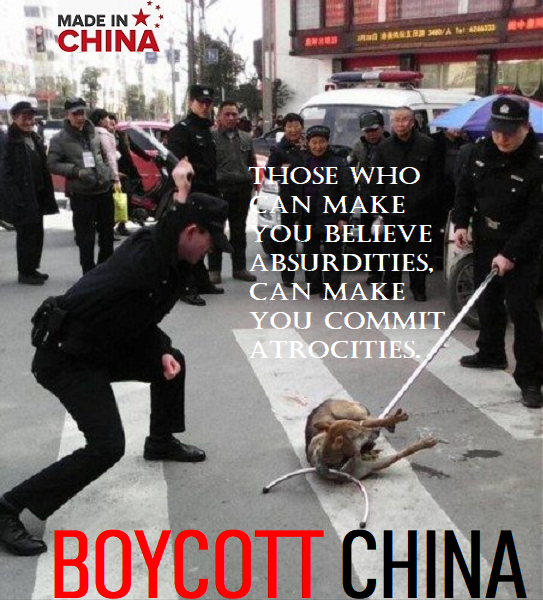 MADE IN
CHINA
THOSE WHO
CAN MAKE
YOU BELIEVE
ABSURDITIES,
CAN MAKE
YOU COMMIT
ATROCITIES.
BOYCOTT CHINA